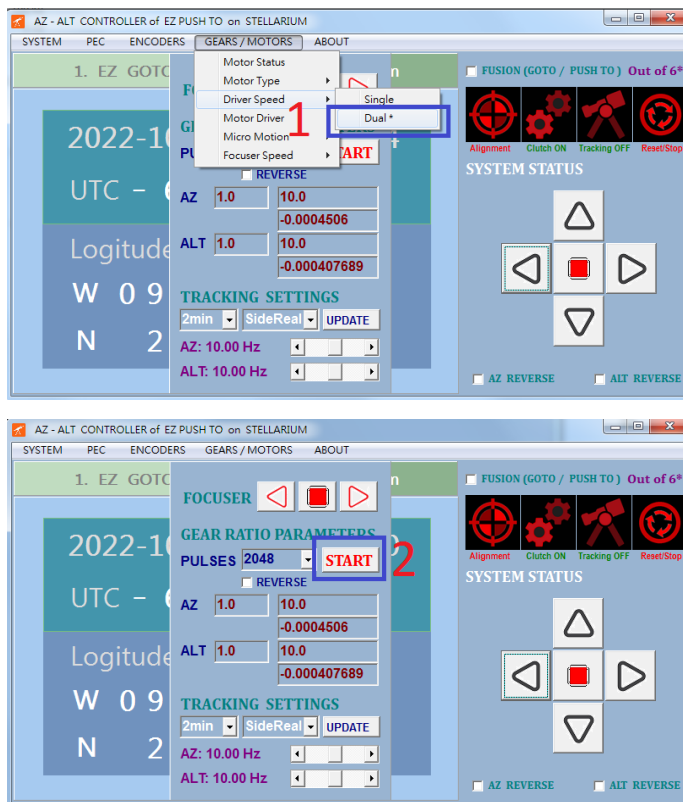 AZ - ALT CONTROLLER of EZ PUSH TO on STELLARIUM
SYSTEM PEC ENCODERS GEARS / MOTORS ABOUT
1. EZ GOTC
Motor Status
Motor Type
Driver Speed
Motor Driver
Micro Motion
Focuser Speed
Single
Dual *
1
n
FUSION (GOTO / PUSH TO ) Out of 6*
Alignment Clutch ON Tracking OFF Reset/Stop
SYSTEM STATUS
2022-1
UTC -
REVERSE
AZ 1.0 10.0
-0.0004506
ALT 1.0 10.0
-0.000407689
Logitude
W 0 9
N 2
TRACKING SETTINGS
2min SideReal UPDATE
AZ: 10.00 Hz
ALT: 10.00 Hz
AZ REVERSE ALT REVERSE
AZ - ALT CONTROLLER of EZ PUSH TO on STELLARIUM
SYSTEM PEC ENCODERS GEARS / MOTORS ABOUT
1. EZ GOTC
n
FOCUSER
FUSION (GOTO / PUSH TO ) Out of 6*
Alignment Clutch ON Tracking OFF Reset/Stop
SYSTEM STATUS
2022-1
UTC -
GEAR RATIO PARAMETERS
PULSES 2048 START
2
REVERSE
AZ 1.0 10.0
-0.0004506
ALT 1.0 10.0
-0.000407689
Logitude
W 0 9
N 2
TRACKING SETTINGS
2min SideReal UPDATE
AZ: 10.00 Hz
ALT: 10.00 Hz
AZ REVERSE ALT REVERSE